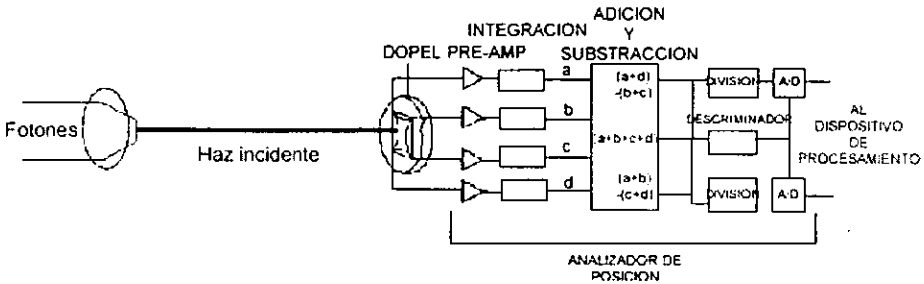 ADICION
Y
INTEGRACION
SUBSTRACCION
DOPEL PRE-AMP
a
(a+d)
-(b+c)
DIVISION
A-D
b
DESCRIMINADOR
AL
DISPOSITIVO
DE
PROCESAMIENTO
Fotones
(a+b+c+d)
Haz incidente
c
(a+b)
-(c+d)
d
DIVISION
A-D
ANALIZADOR DE
POSICION